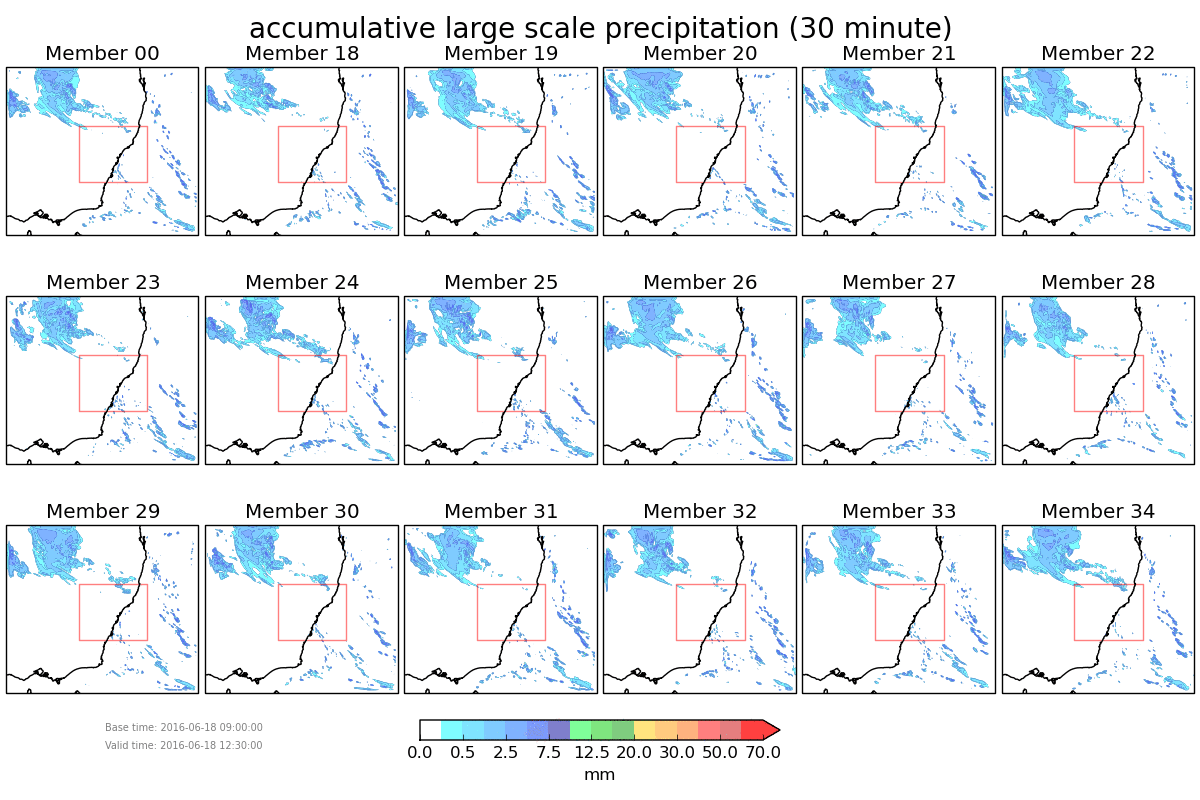 accumulative large scale precipitation (30 minute)
Member 00 Member 18 Member 19 Member 20 Member 21 Member 22
Member 23 Member 24 Member 25 Member 26 Member 27 Member 28
Member 29 Member 30 Member 31 Member 32 Member 33 Member 34
Base time: 2016-06-18 09:00:00
Valid time: 2016-06-18 12:30:00
0.0 0.5 2.5 7.5 12.5 20.0 30.0 50.0 70.0
mm